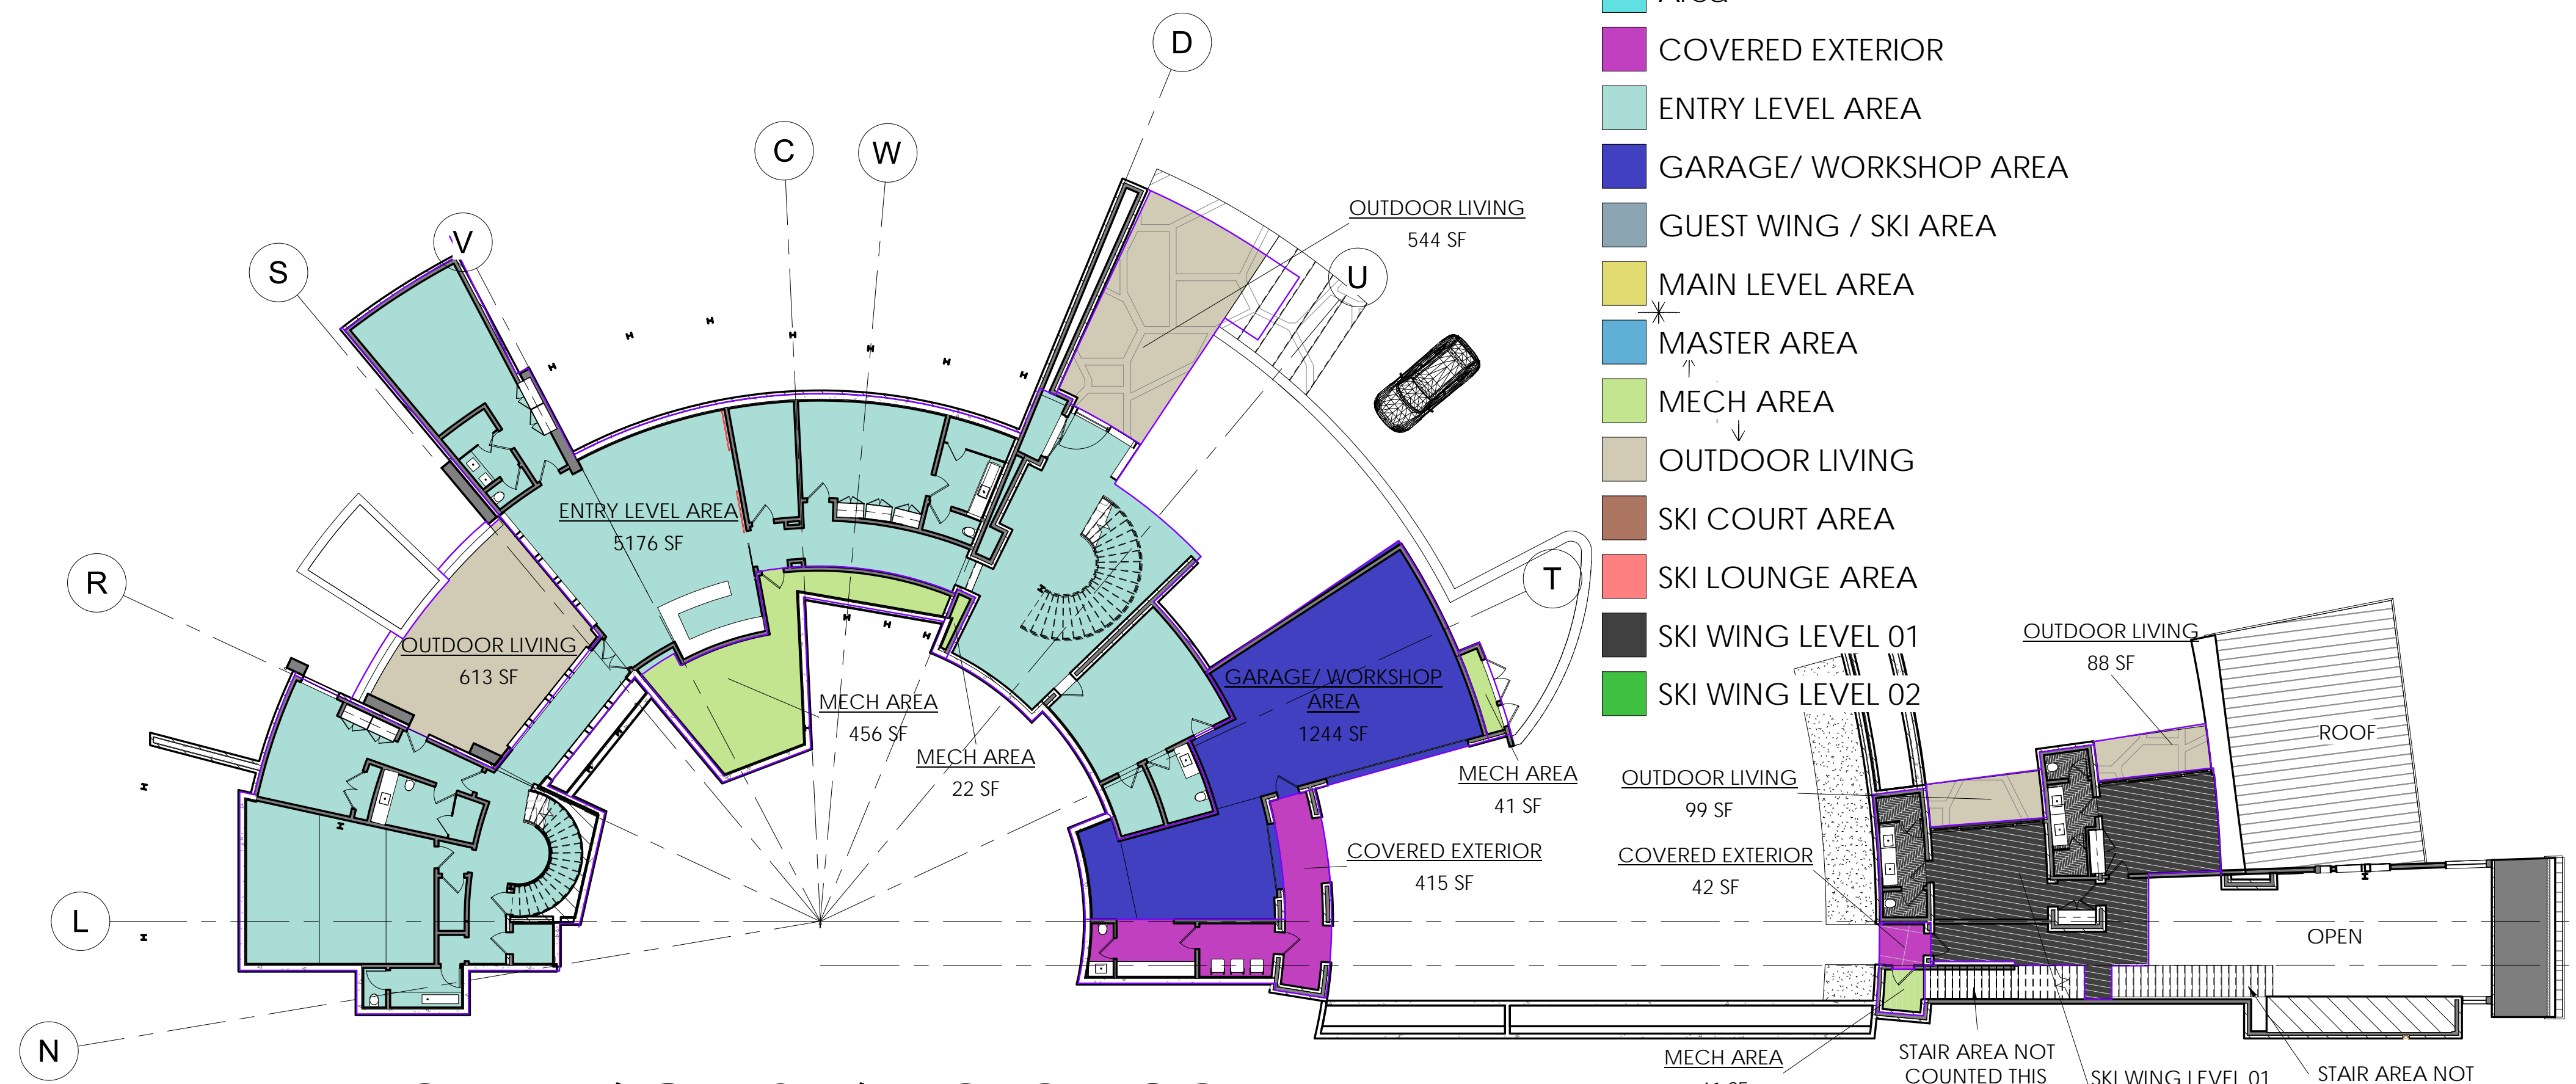 D
C
W
V
S
U
R
T
L
N
OUTDOOR LIVING
544 SF
ENTRY LEVEL AREA
5176 SF
OUTDOOR LIVING
613 SF
MECH AREA
456 SF
MECH AREA
22 SF
GARAGE/ WORKSHOP
AREA
1244 SF
MECH AREA
41 SF
COVERED EXTERIOR
415 SF
COVERED EXTERIOR
ENTRY LEVEL AREA
GARAGE/ WORKSHOP AREA
GUEST WING / SKI AREA
MAIN LEVEL AREA
MASTER AREA
MECH AREA
OUTDOOR LIVING
SKI COURT AREA
SKI LOUNGE AREA
SKI WING LEVEL 01
SKI WING LEVEL 02
OUTDOOR LIVING
88 SF
ROOF
OUTDOOR LIVING
99 SF
COVERED EXTERIOR
42 SF
OPEN
MECH AREA
STAIR AREA NOT
COUNTED THIS
SKI WING LEVEL 01
STAIR AREA NOT